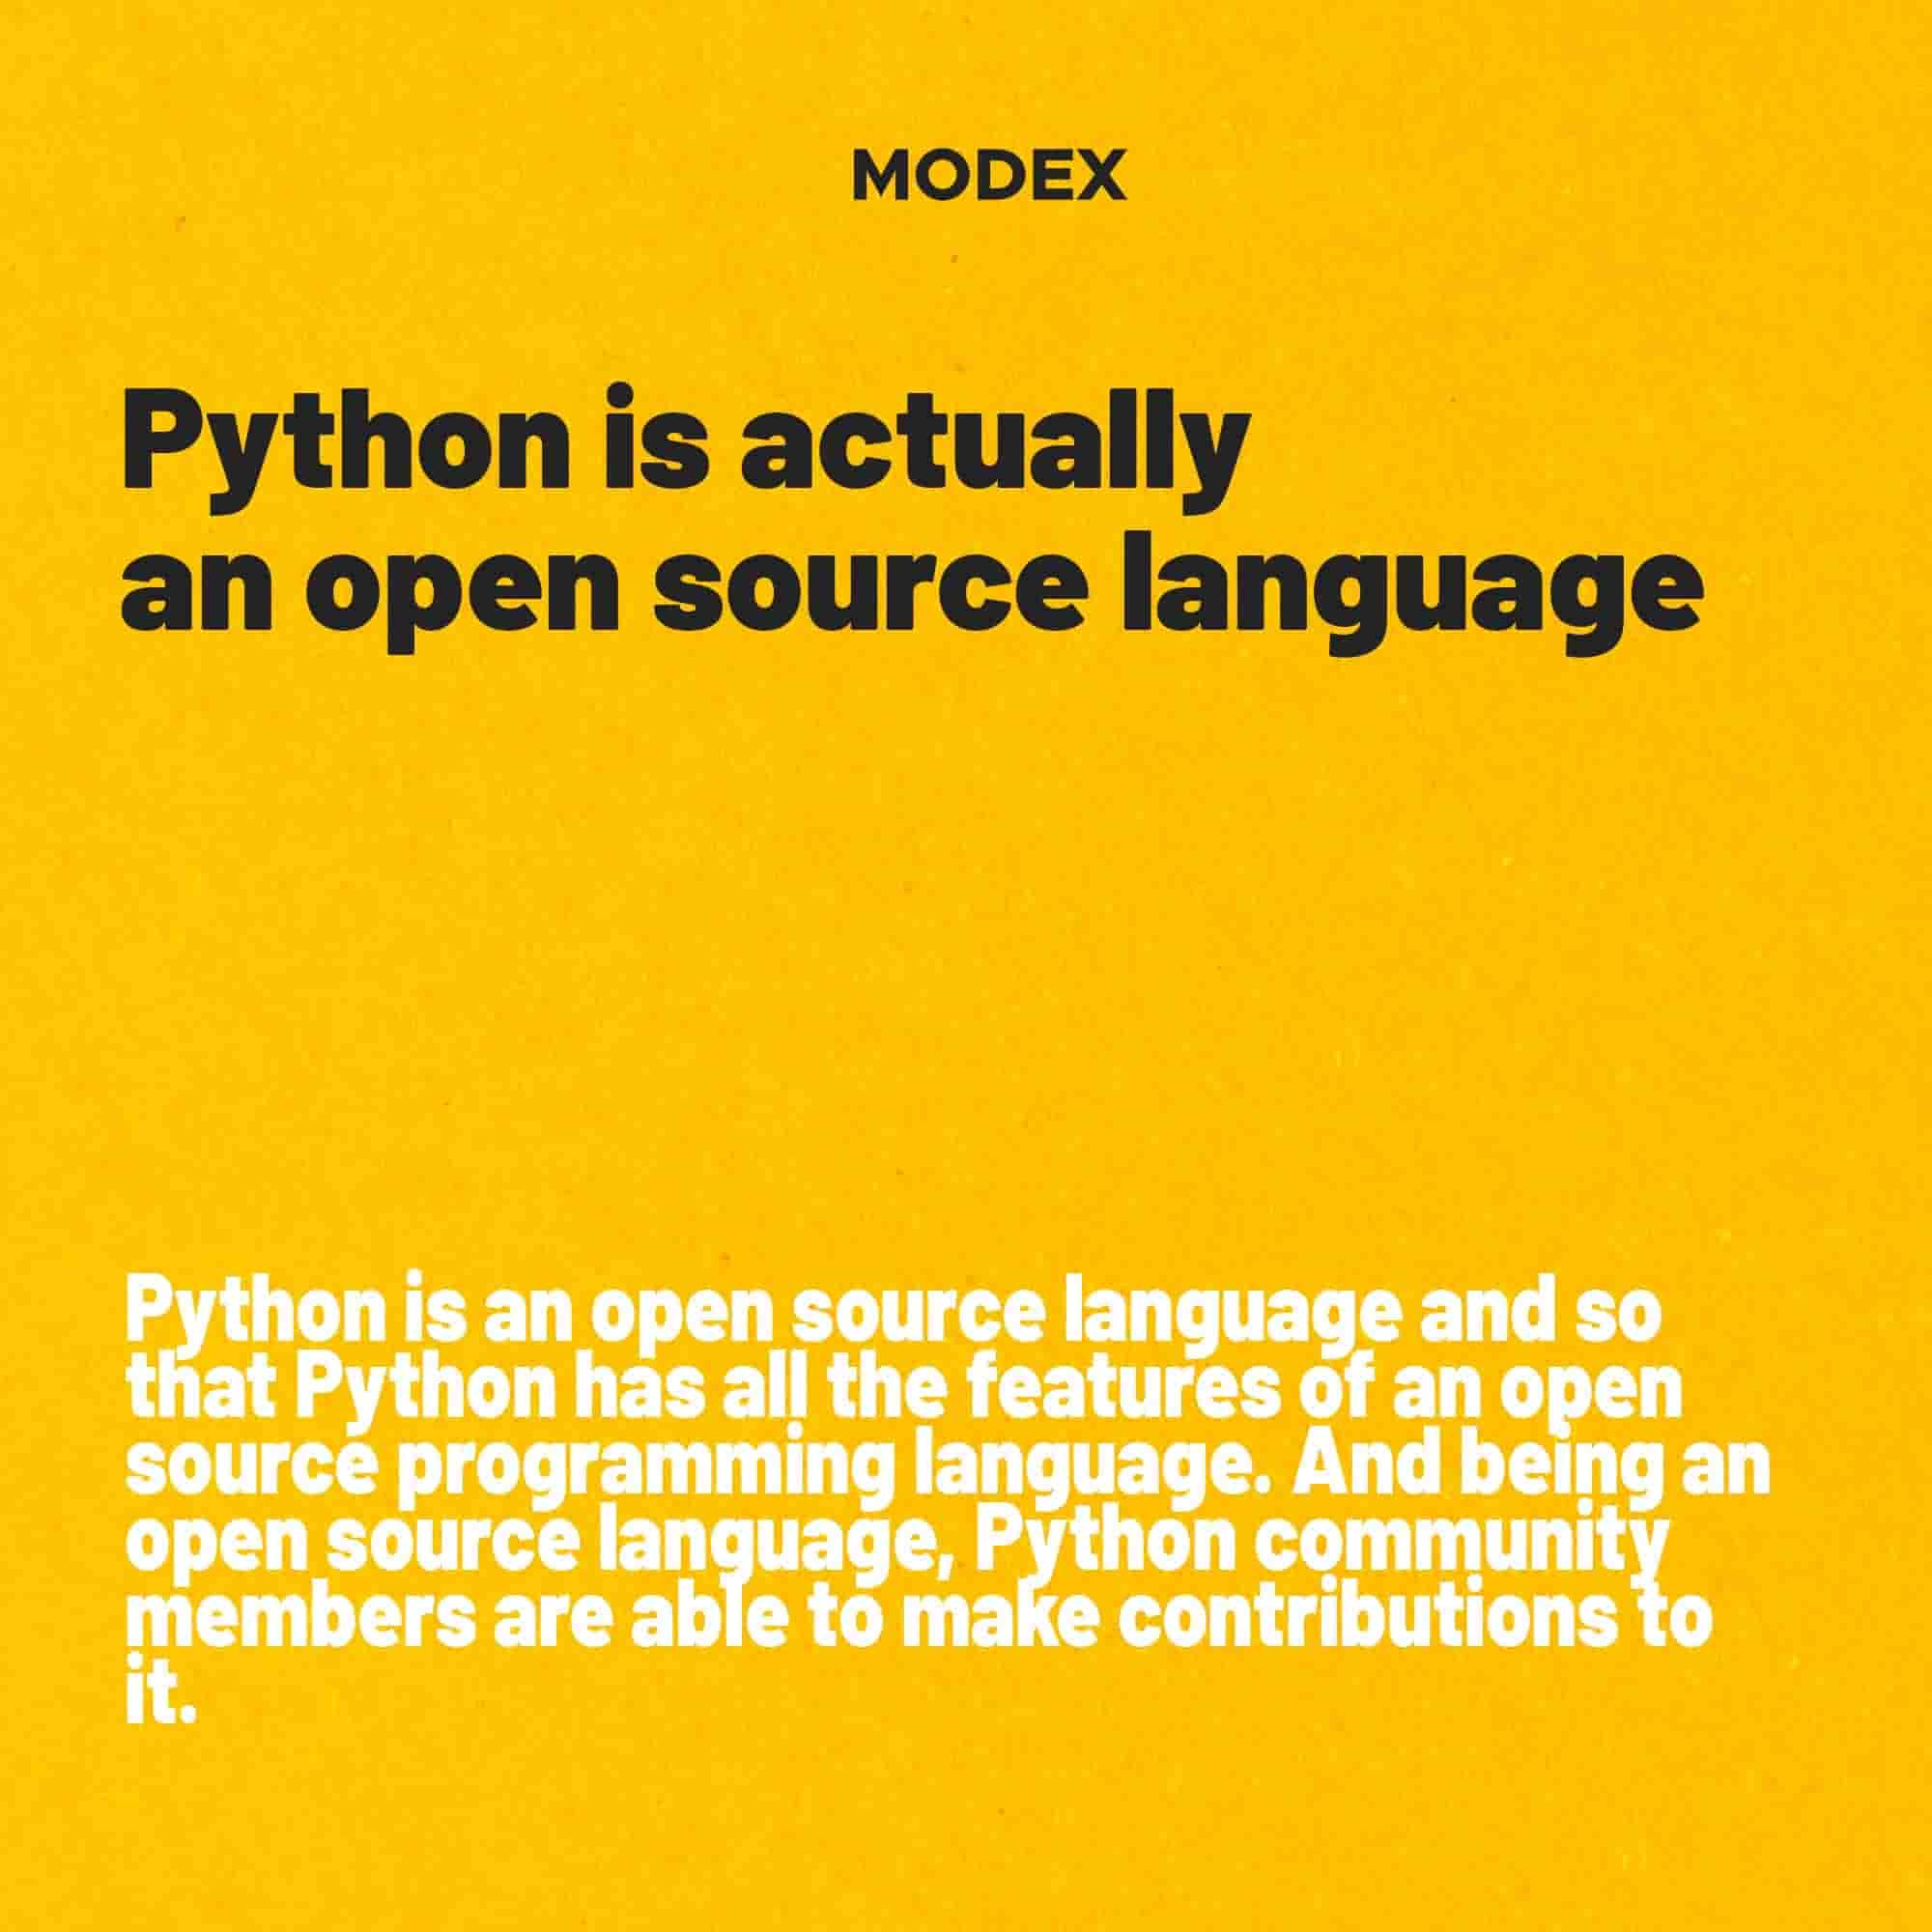 MODEX
Python is actually
an open source language
Python is an open source language and so
that Python has all the features of an open
source programming language. And being an
open source language, Python community
members are able to make contributions to
it.